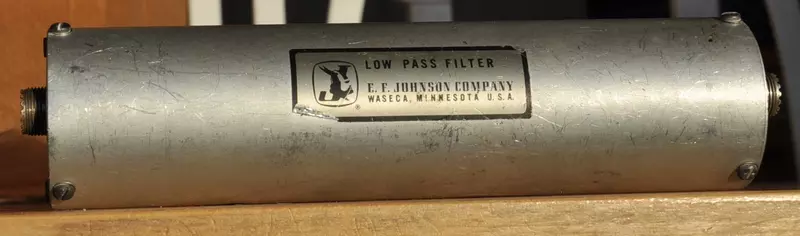 LOW PASS FILTER
E. F. JOHNSON COMPANY
WASECA, MINNESOTA U.S.A.
®